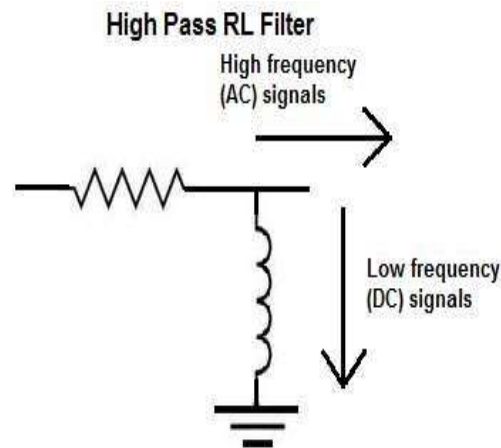 High Pass RL Filter
High frequency
(AC) signals
Low frequency
(DC) signals